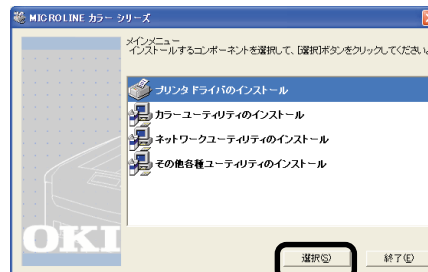 MICROLINE カラー シリーズ
メインメニュー
インストールするコンポーネントを選択して、[選択]ボタンをクリックしてください。
プリンタドライバのインストール
カラーユーティリティのインストール
ネットワークユーティリティのインストール
その他各種ユーティリティのインストール
OKI
選択(S)
終了(E)